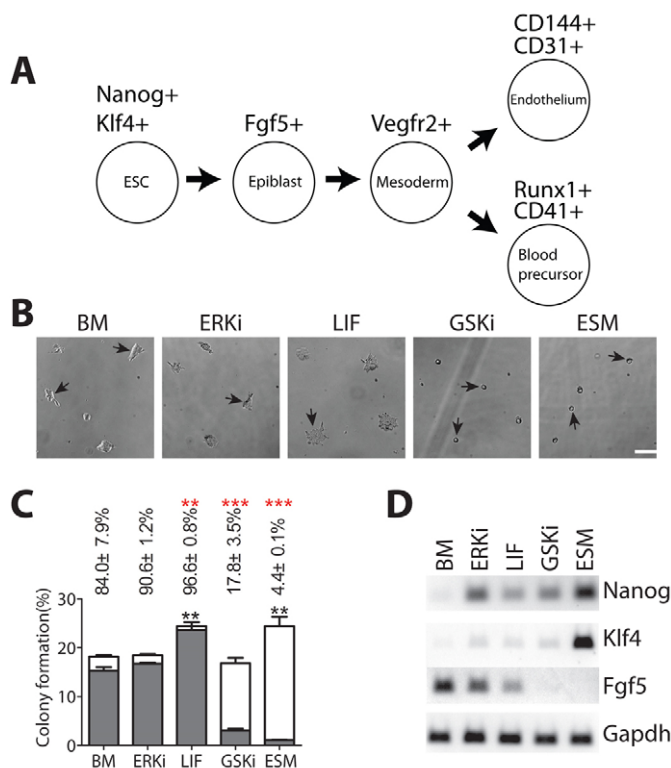 A
Nanog+
Klf4+
ESC
Fgf5+
Epiblast
Vegfr2+
Mesoderm
CD144+
CD31+
Endothelium
Runx1+
CD41+
Blood
precursor
B
BM ERKi LIF GSKi ESM
C
84.0± 7.9%
90.6± 1.2%
** 96.6± 0.8%
*** 17.8± 3.5%
*** 4.4± 0.1%
Colony formation(%)
30
20
10
0
** **
BM ERKi LIF GSKi ESM
D
BM ERKi LIF GSKi ESM
Nanog
Klf4
Fgf5
Gapdh